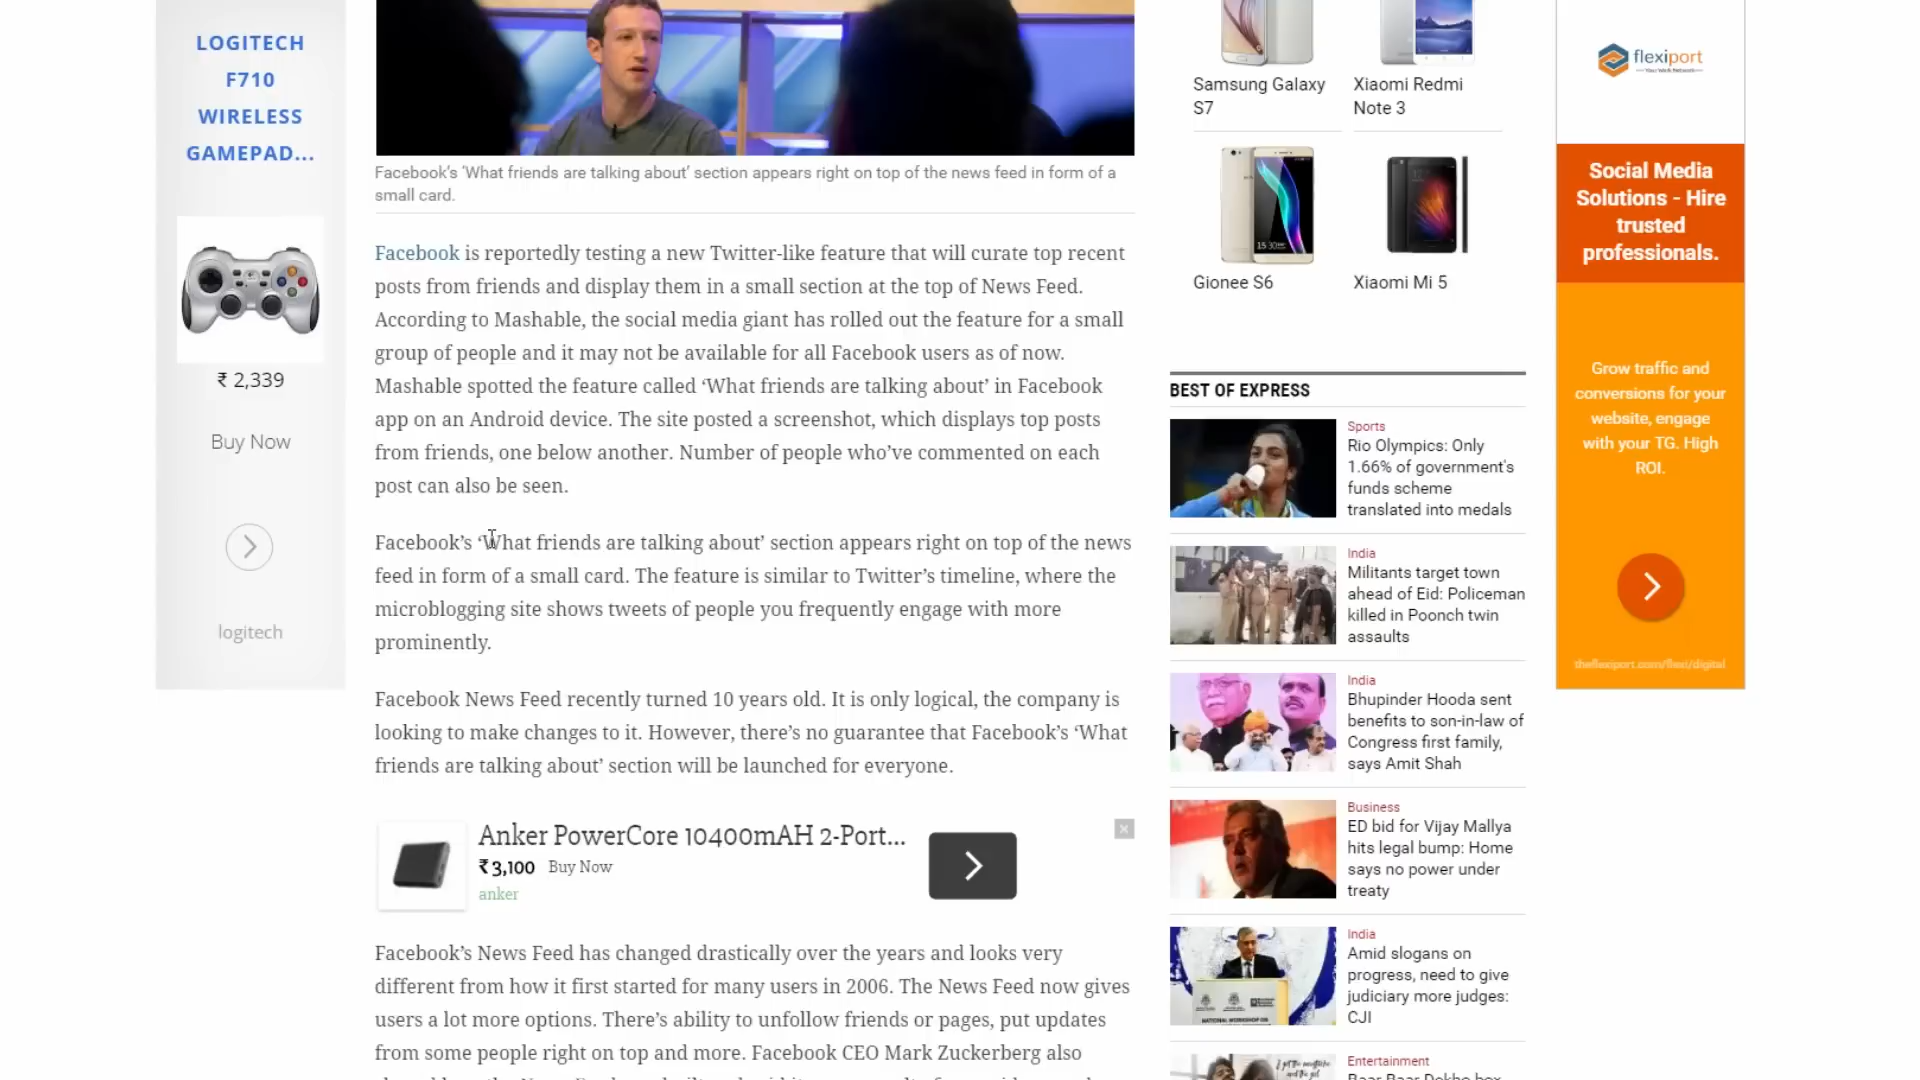 LOGITECH
F710
WIRELESS
GAMEPAD...
₹ 2,339
Buy Now
logitech
Facebook's 'What friends are talking about' section appears right on top of the news feed in form of a
small card.
Facebook is reportedly testing a new Twitter-like feature that will curate top recent
posts from friends and display them in a small section at the top of News Feed.
According to Mashable, the social media giant has rolled out the feature for a small
group of people and it may not be available for all Facebook users as of now.
Mashable spotted the feature called ‘What friends are talking about’ in Facebook
app on an Android device. The site posted a screenshot, which displays top posts
from friends, one below another. Number of people who’ve commented on each
post can also be seen.
Facebook’s ‘What friends are talking about’ section appears right on top of the news
feed in form of a small card. The feature is similar to Twitter’s timeline, where the
microblogging site shows tweets of people you frequently engage with more
prominently.
Facebook News Feed recently turned 10 years old. It is only logical, the company is
looking to make changes to it. However, there’s no guarantee that Facebook’s ‘What
friends are talking about’ section will be launched for everyone.
Anker PowerCore 10400mAH 2-Port...
₹ 3,100 Buy Now
anker
Facebook’s News Feed has changed drastically over the years and looks very
different from how it first started for many users in 2006. The News Feed now gives
users a lot more options. There’s ability to unfollow friends or pages, put updates
from some people right on top and more. Facebook CEO Mark Zuckerberg also
Samsung Galaxy
S7
Xiaomi Redmi
Note 3
Gionee S6
Xiaomi Mi 5
BEST OF EXPRESS
Sports
Rio Olympics: Only
1.66% of government's
funds scheme
translated into medals
India
Militants target town
ahead of Eid: Policeman
killed in Poonch twin
assaults
India
Bhupinder Hooda sent
benefits to son-in-law of
Congress first family,
says Amit Shah
Business
ED bid for Vijay Mallya
hits legal bump: Home
says no power under
treaty
India
Amid slogans on
progress, need to give
judiciary more judges:
CJI
Entertainment
flexiport
Social Media
Solutions - Hire
trusted
professionals.
Grow traffic and
conversions for your
website, engage
with your TG. High
ROI.
theflexiport.com/flexi/digital